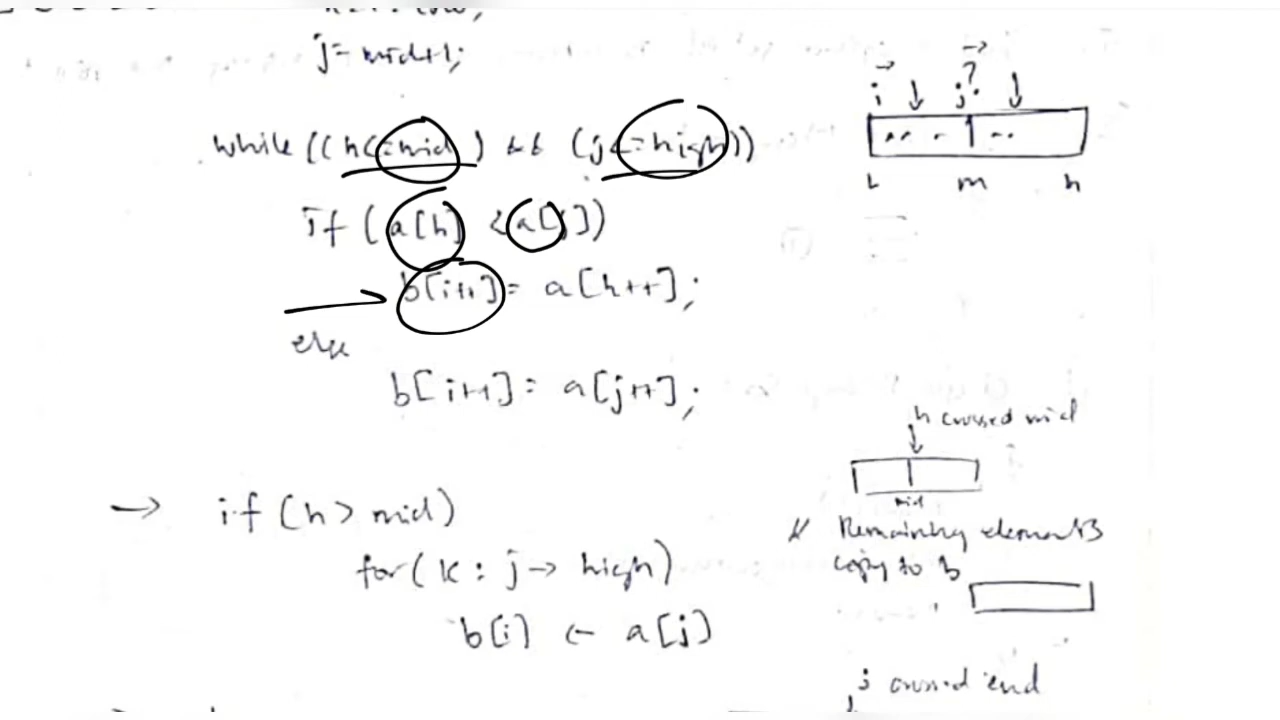 j=mid+1;
while((h<=mid) && (j<=high))
if (a[h] < a[j])
b[i++] = a[h++];
else
b[i++] = a[j++];
→ if (h > mid)
for(k : j → high)
b[i] ← a[j]
i j ?
L m h
h crossed mid
mid
// Remaining elements
copy to b
j crossed end